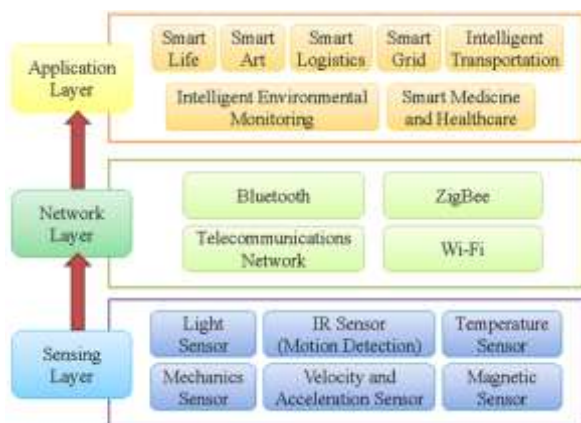 Application
Layer
Smart
Life
Smart
Art
Smart
Logistics
Smart
Grid
Intelligent
Transportation
Intelligent Environmental
Monitoring
Smart Medicine
and Healthcare
Network
Layer
Bluetooth
ZigBee
Telecommunications
Network
Wi-Fi
Sensing
Layer
Light
Sensor
IR Sensor
(Motion Detection)
Temperature
Sensor
Mechanics
Sensor
Velocity and
Acceleration Sensor
Magnetic
Sensor